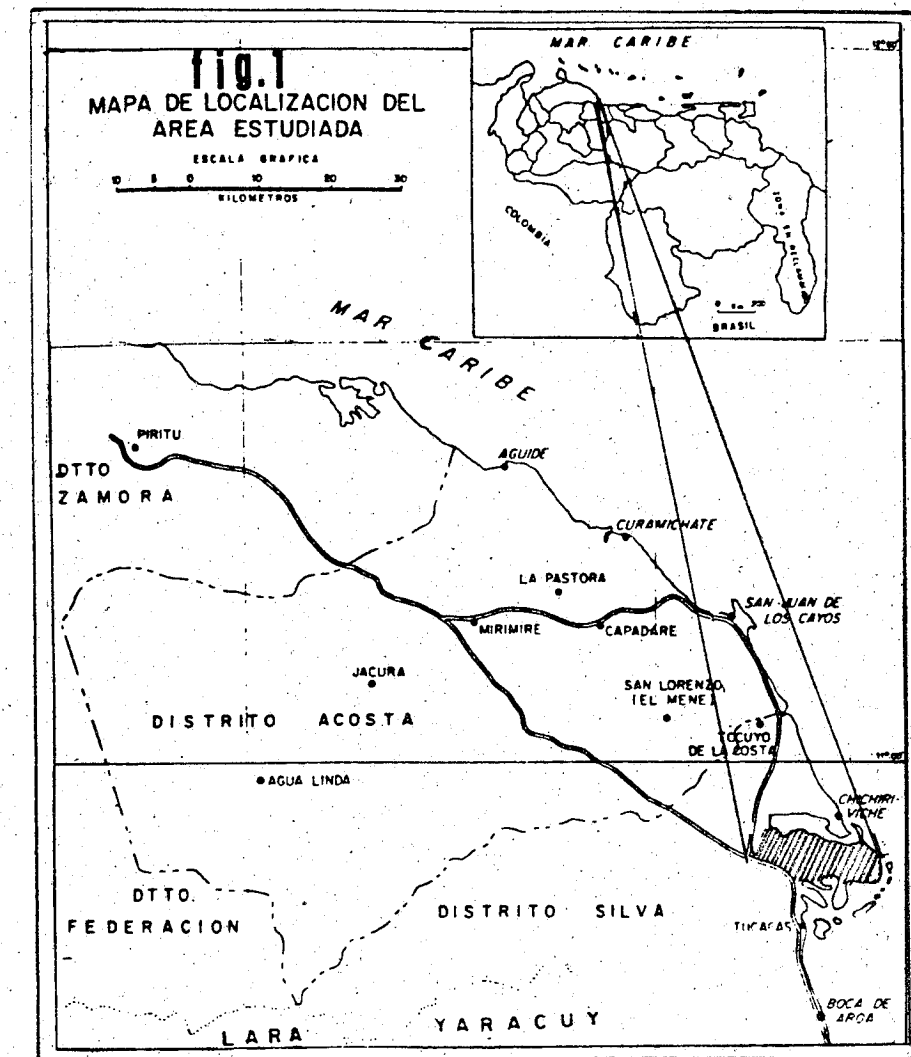 fig.1
MAPA DE LOCALIZACION DEL
AREA ESTUDIADA
ESCALA GRAFICA
10 5 0 10 20 30
KILOMETROS
MAR CARIBE
COLOMBIA
ZONA EN RECLAMACION
BRASIL
MAR CARIBE
PIRITU
DTTO
ZAMORA
AGUIDE
CURAMICHATE
LA PASTORA
SAN JUAN DE
LOS CAYOS
MIRIMIRE
CAPADARE
JACURA
SAN LORENZO
(EL MENE)
DISTRITO ACOSTA
TOCUYO
DE LA COSTA
AGUA LINDA
CHICHIRI-
VICHE
DTTO.
FEDERACION
DISTRITO SILVA
TUCACAS
BOCA DE
AROA
LARA
YARACUY